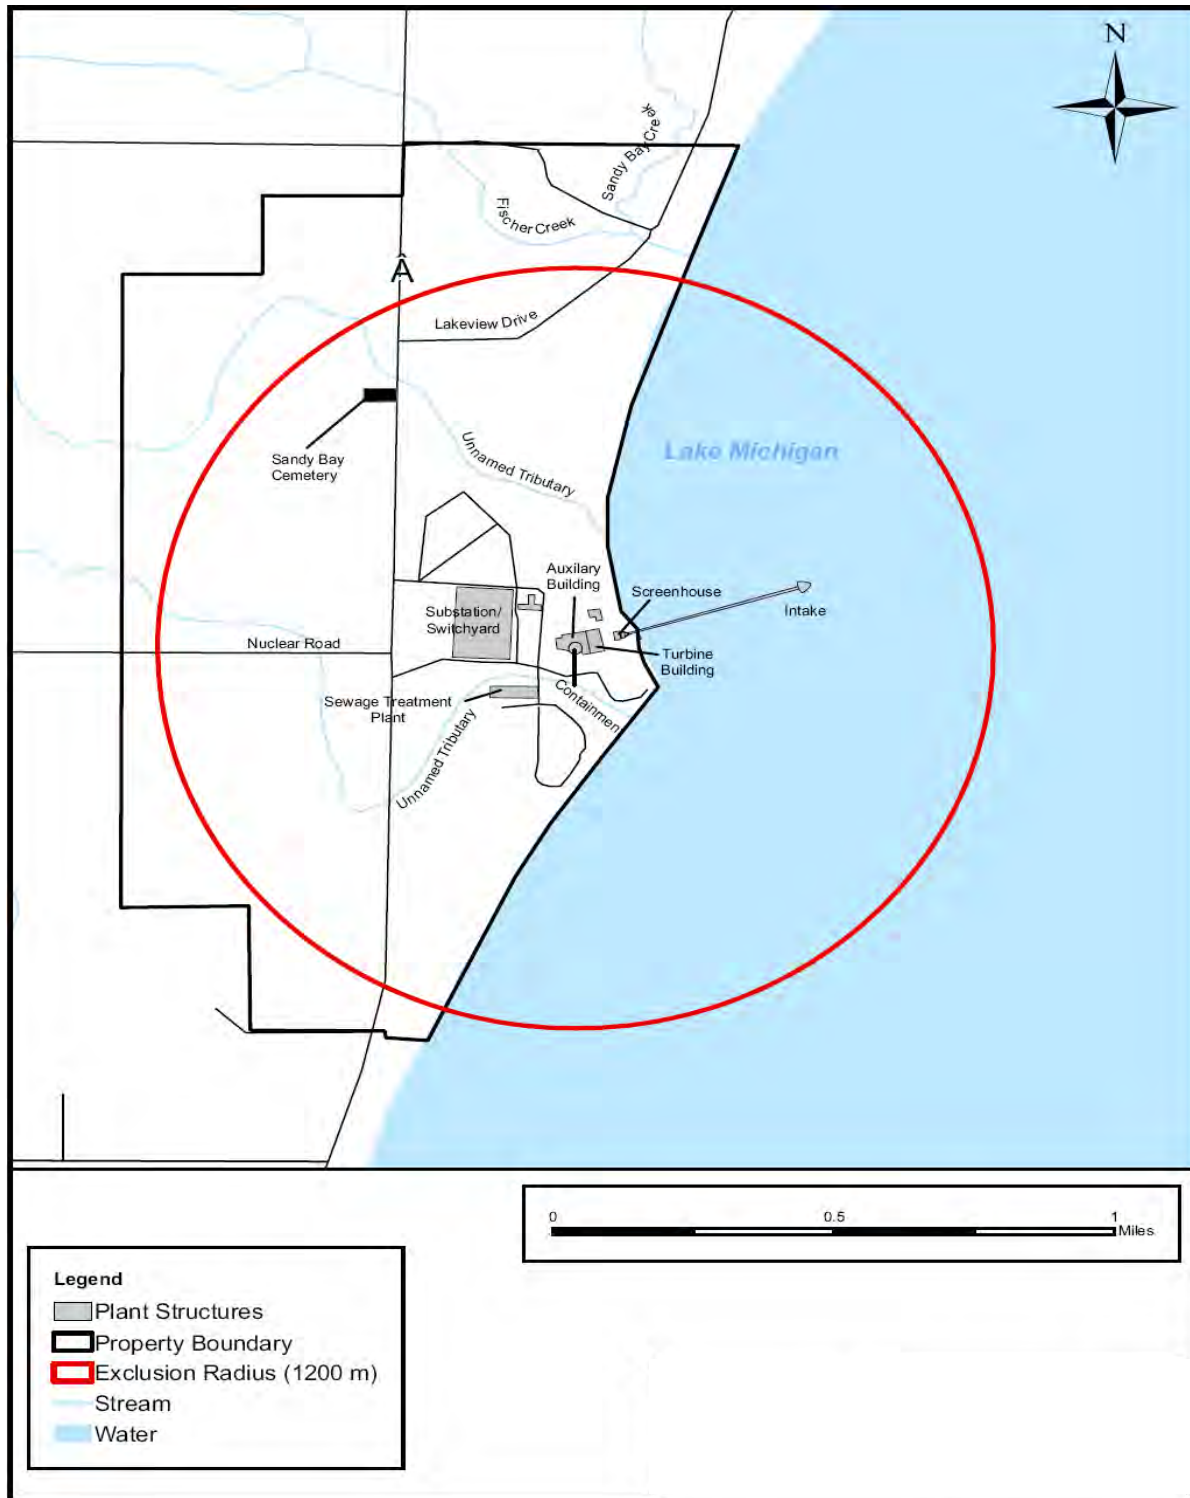 N
Sandy Bay Creek
Fischer Creek
Â
Lakeview Drive
Lake Michigan
Unnamed Tributary
Sandy Bay
Cemetery
Auxilary
Building
Screenhouse
Intake
Substation/
Switchyard
Nuclear Road
Turbine
Building
Sewage Treatment
Plant
Containmen
Unnamed Tributary
0 0.5 1
Miles
Legend
Plant Structures
Property Boundary
Exclusion Radius (1200 m)
Stream
Water